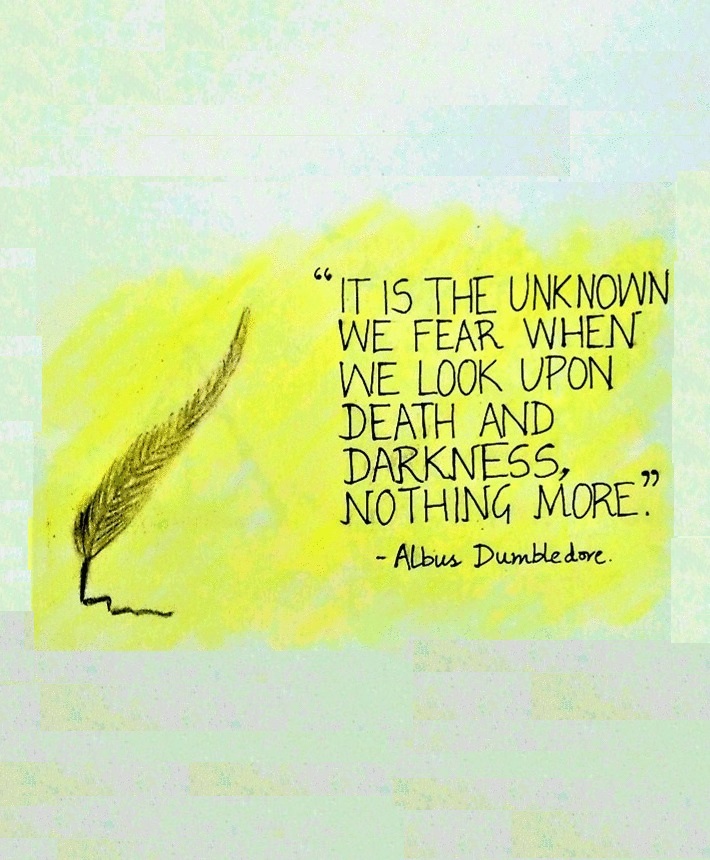 “IT IS THE UNKNOWN
WE FEAR WHEN
WE LOOK UPON
DEATH AND
DARKNESS,
NOTHING MORE.”
- Albus Dumbledore.